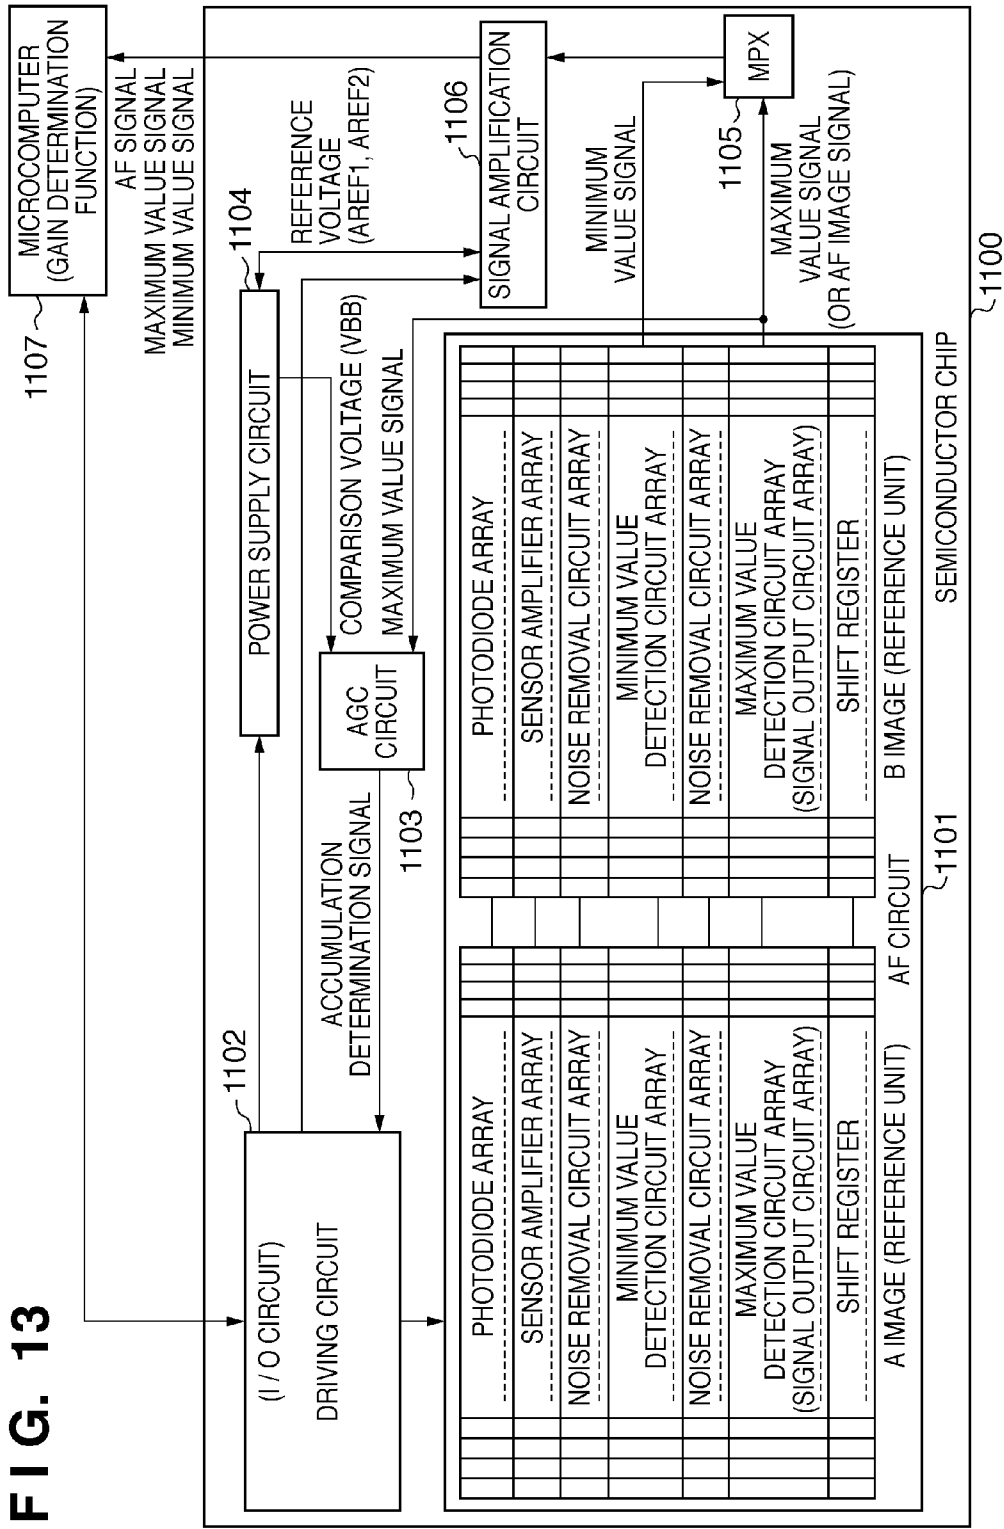 FIG. 13
1107
MICROCOMPUTER
(GAIN DETERMINATION
FUNCTION)
AF SIGNAL
MAXIMUM VALUE SIGNAL
MINIMUM VALUE SIGNAL
1102
(I / O CIRCUIT)
DRIVING CIRCUIT
POWER SUPPLY CIRCUIT
1104
REFERENCE
VOLTAGE
(AREF1, AREF2)
COMPARISON VOLTAGE (VBB)
MAXIMUM VALUE SIGNAL
ACCUMULATION
DETERMINATION SIGNAL
AGC
CIRCUIT
1103
1106
SIGNAL AMPLIFICATION
CIRCUIT
MINIMUM
VALUE SIGNAL
1105
MPX
MAXIMUM
VALUE SIGNAL
(OR AF IMAGE SIGNAL)
PHOTODIODE ARRAY
SENSOR AMPLIFIER ARRAY
NOISE REMOVAL CIRCUIT ARRAY
MINIMUM VALUE
DETECTION CIRCUIT ARRAY
NOISE REMOVAL CIRCUIT ARRAY
MAXIMUM VALUE
DETECTION CIRCUIT ARRAY
(SIGNAL OUTPUT CIRCUIT ARRAY)
SHIFT REGISTER
A IMAGE (REFERENCE UNIT)
PHOTODIODE ARRAY
SENSOR AMPLIFIER ARRAY
NOISE REMOVAL CIRCUIT ARRAY
MINIMUM VALUE
DETECTION CIRCUIT ARRAY
NOISE REMOVAL CIRCUIT ARRAY
MAXIMUM VALUE
DETECTION CIRCUIT ARRAY
(SIGNAL OUTPUT CIRCUIT ARRAY)
SHIFT REGISTER
B IMAGE (REFERENCE UNIT)
AF CIRCUIT
1101
SEMICONDUCTOR CHIP
1100